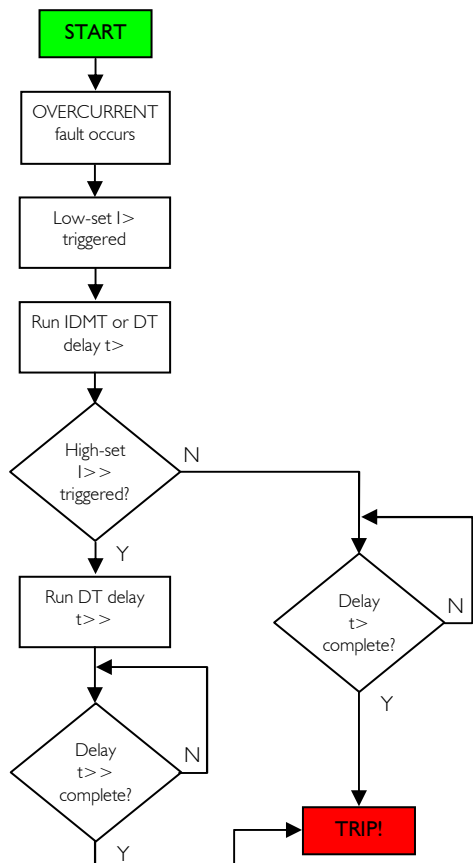 START
OVERCURRENT
fault occurs
Low-set I>
triggered
Run IDMT or DT
delay t>
High-set
I>>
triggered?
N
Y
Run DT delay
t>>
Delay
t>
complete?
N
Y
Delay
t>>
complete?
N
Y
TRIP!